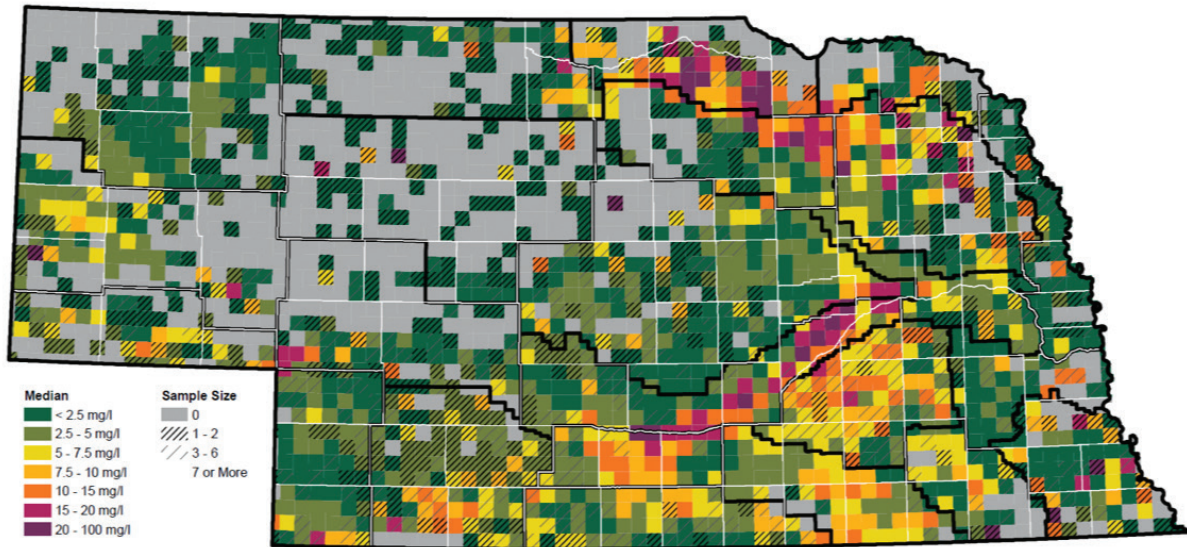 Median
< 2.5 mg/l
2.5 - 5 mg/l
5 - 7.5 mg/l
7.5 - 10 mg/l
10 - 15 mg/l
15 - 20 mg/l
20 - 100 mg/l
Sample Size
0
1 - 2
3 - 6
7 or More